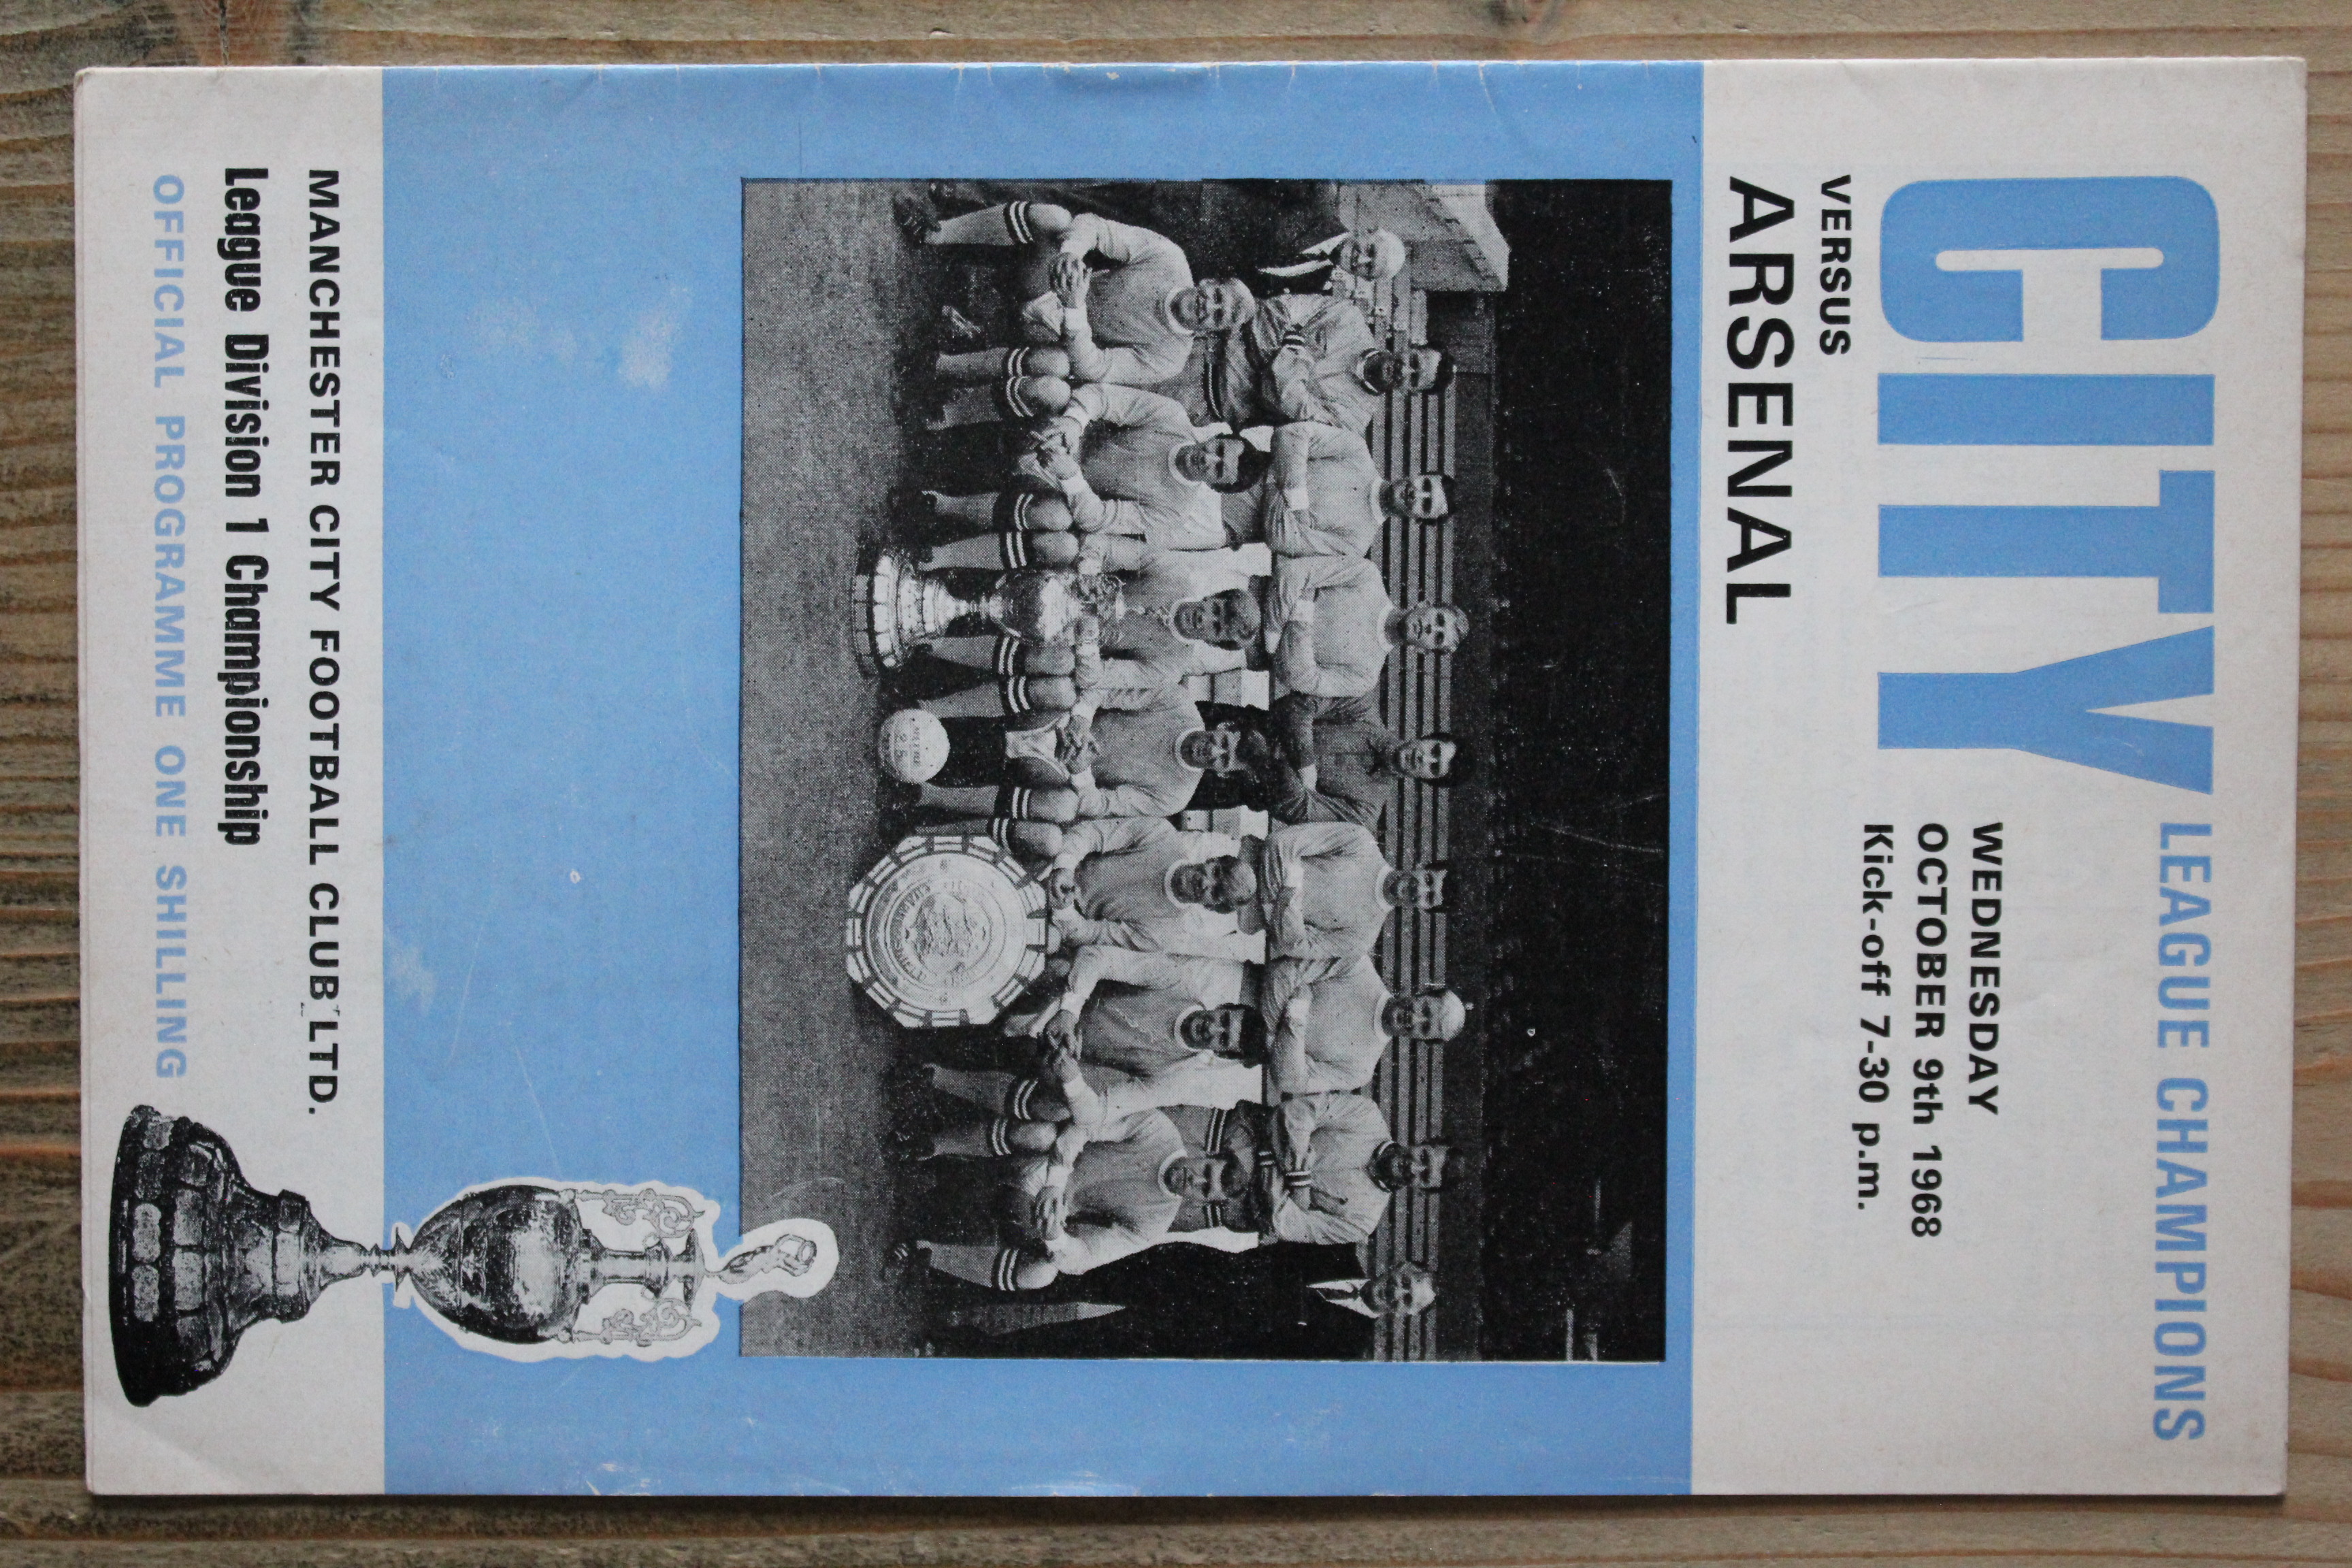 CITY
LEAGUE CHAMPIONS
WEDNESDAY
OCTOBER 9th 1968
Kick-off 7-30 p.m.
VERSUS
ARSENAL
MANCHESTER CITY FOOTBALL CLUB LTD.
League Division 1 Championship
OFFICIAL PROGRAMME ONE SHILLING